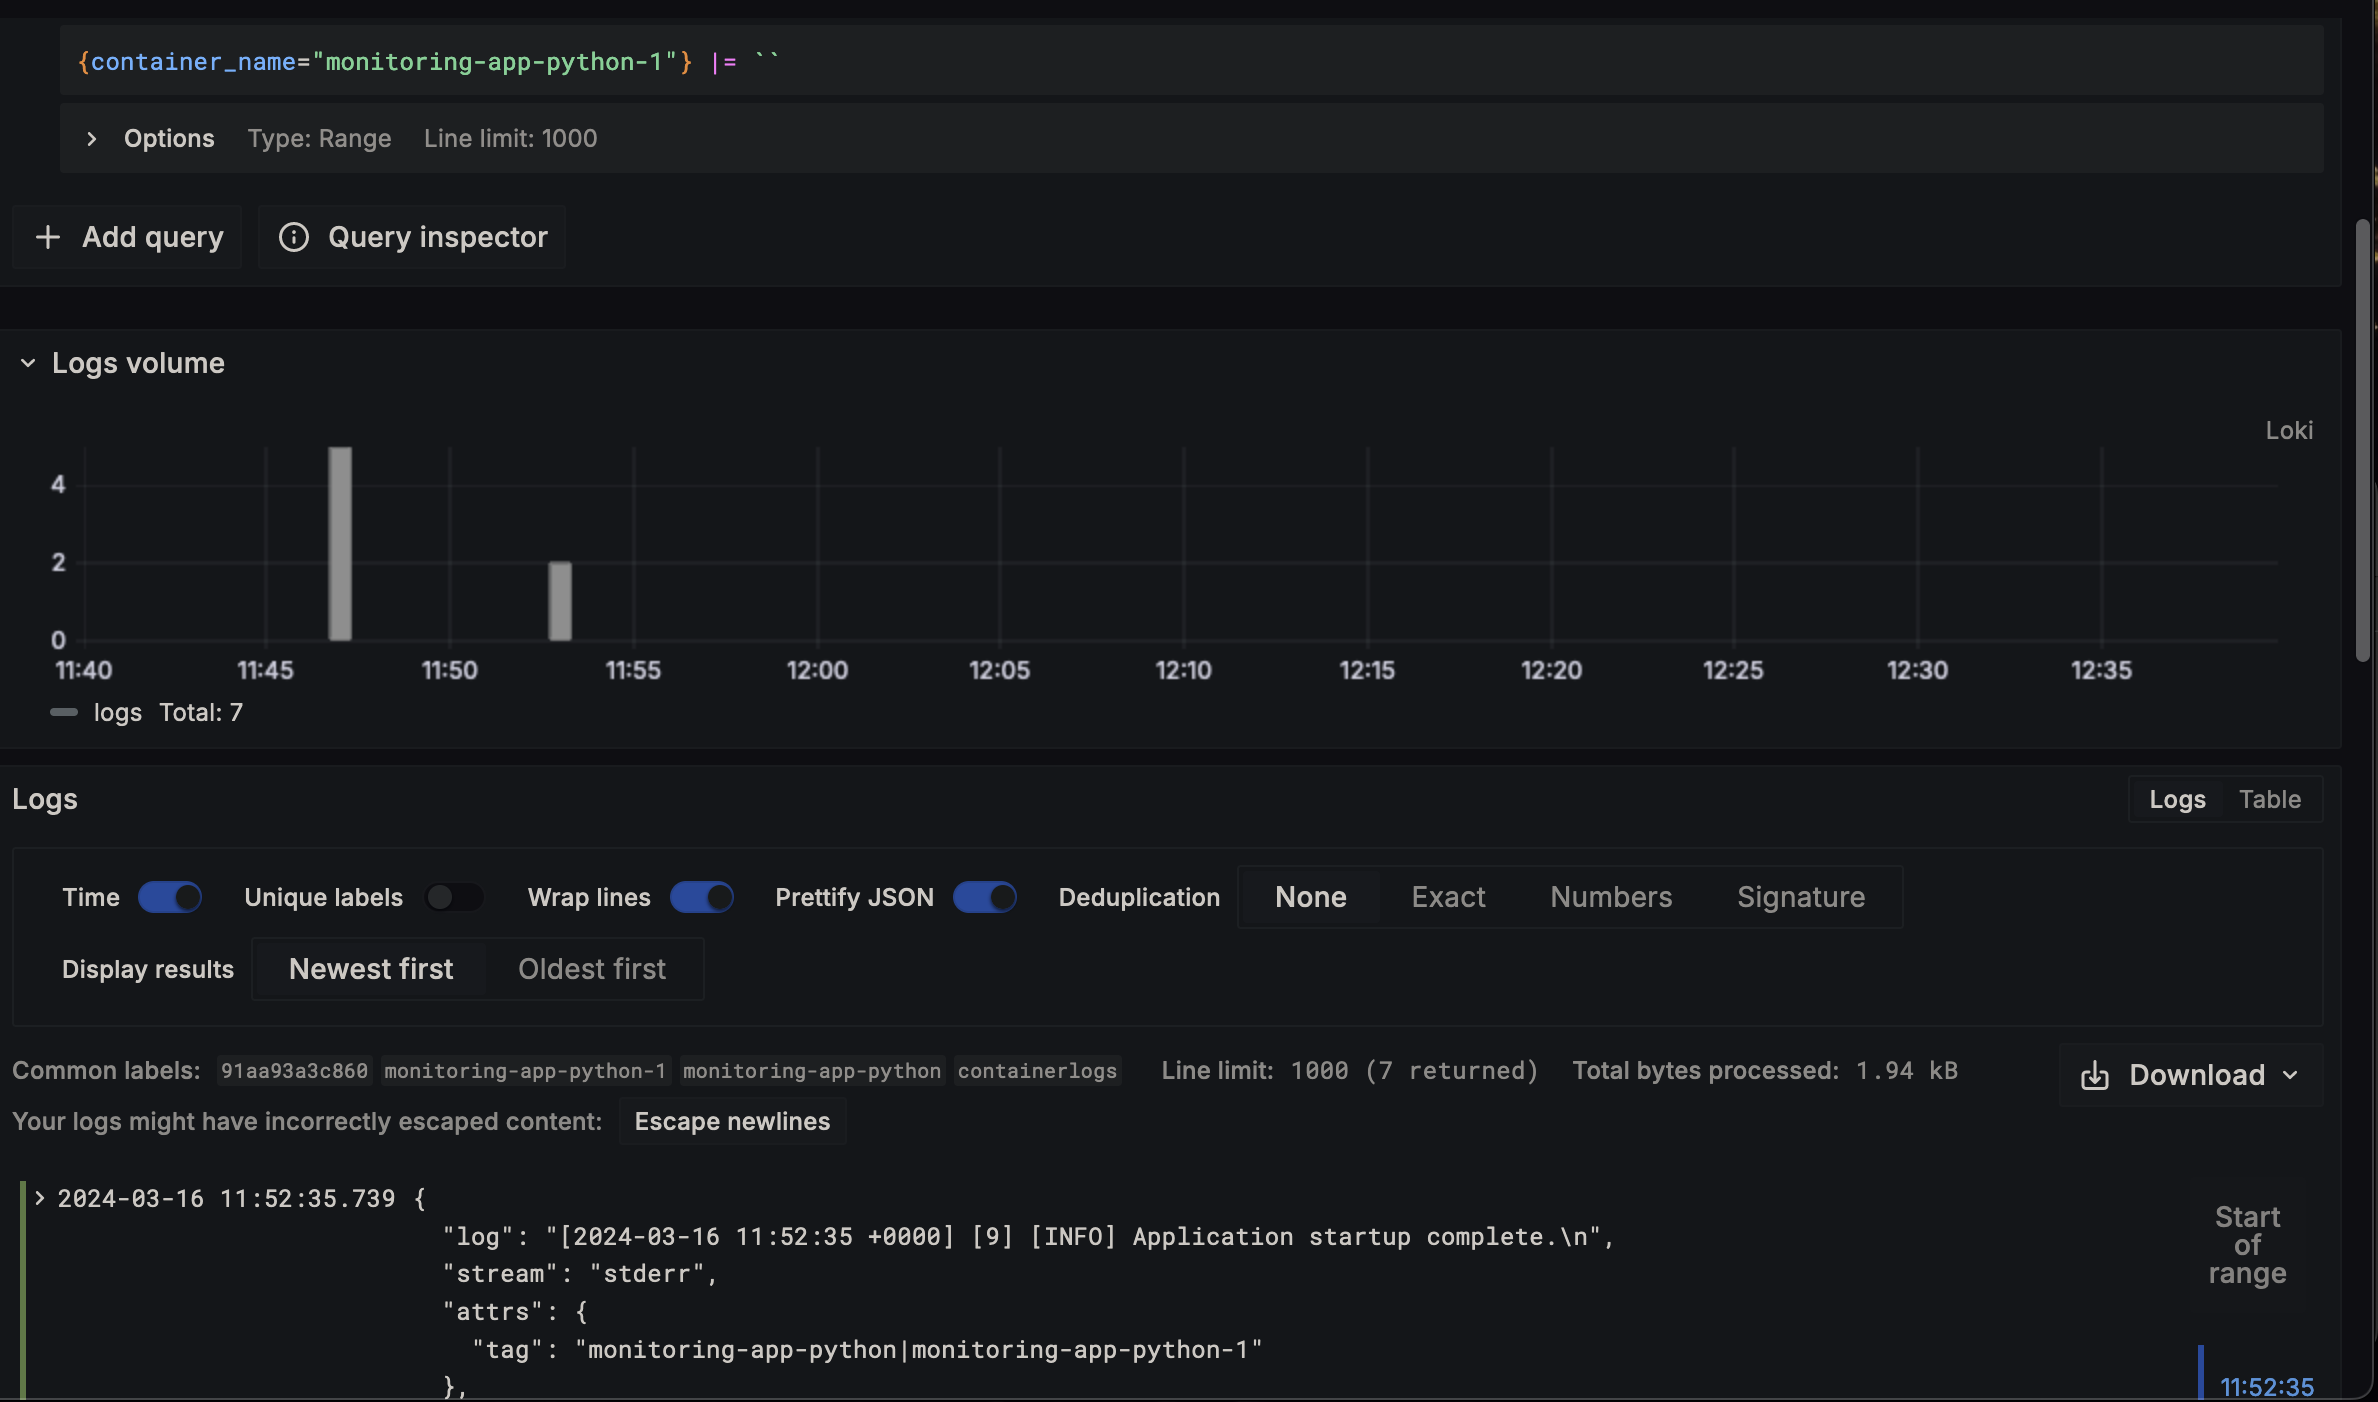 {container_name="monitoring-app-python-1"} |= ``
Options Type: Range Line limit: 1000
Add query Query inspector
Logs volume
Loki
4
2
0
11:40 11:45 11:50 11:55 12:00 12:05 12:10 12:15 12:20 12:25 12:30 12:35
logs Total: 7
Logs Logs Table
Time Unique labels Wrap lines Prettify JSON Deduplication None Exact Numbers Signature
Display results Newest first Oldest first
Common labels: 91aa93a3c860 monitoring-app-python-1 monitoring-app-python containerlogs Line limit: 1000 (7 returned) Total bytes processed: 1.94 kB Download
Your logs might have incorrectly escaped content: Escape newlines
2024-03-16 11:52:35.739 {
"log": "[2024-03-16 11:52:35 +0000] [9] [INFO] Application startup complete.\n",
"stream": "stderr",
"attrs": {
"tag": "monitoring-app-python|monitoring-app-python-1"
},
Start
of
range
11:52:35